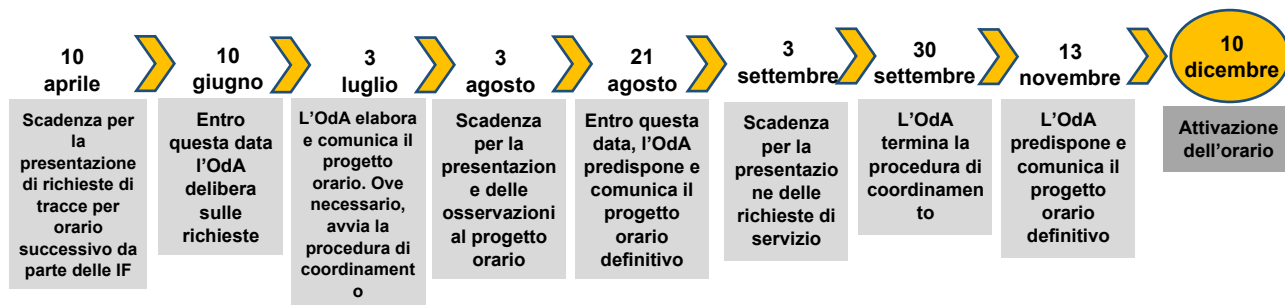 10
aprile
Scadenza per
la
presentazione
di richieste di
tracce per
orario
successivo da
parte delle IF
10
giugno
Entro
questa data
l'OdA
delibera
sulle
richieste
3
luglio
L'OdA elabora
e comunica il
progetto
orario. Ove
necessario,
avvia la
procedura di
coordinament
o
3
agosto
Scadenza
per la
presentazion
e delle
osservazioni
al progetto
orario
21
agosto
Entro questa
data, l'OdA
predispone e
comunica il
progetto
orario
definitivo
3
settembre
Scadenza
per la
presentazio
ne delle
richieste di
servizio
30
settembre
L'OdA
termina la
procedura di
coordinamen
to
13
novembre
L'OdA
predispone e
comunica il
progetto
orario
definitivo
10
dicembre
Attivazione
dell'orario